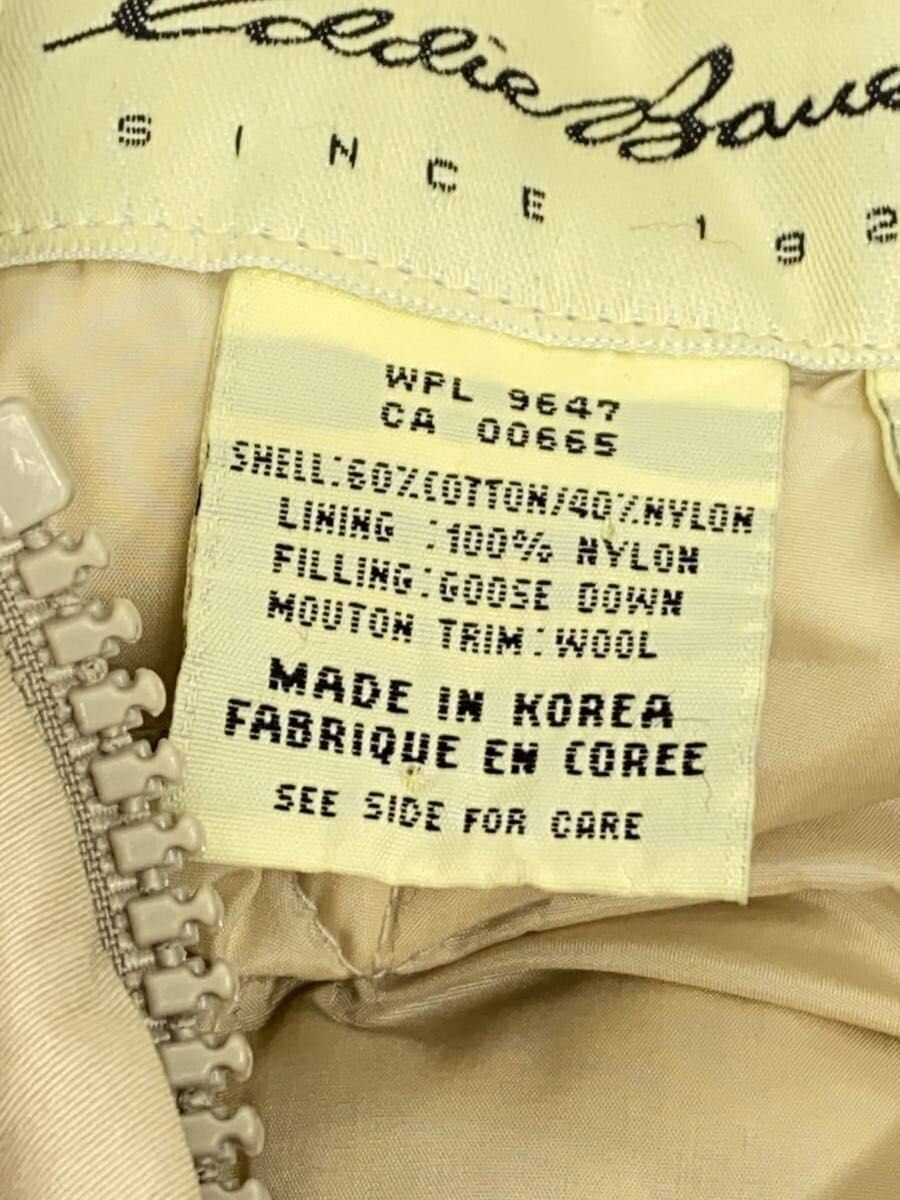 Eddie Baue
SINCE 192
WPL 9647
CA 00665
SHELL:60%COTTON/40%NYLON
LINING :100% NYLON
FILLING:GOOSE DOWN
MOUTON TRIM:WOOL
MADE IN KOREA
FABRIQUE EN COREE
SEE SIDE FOR CARE